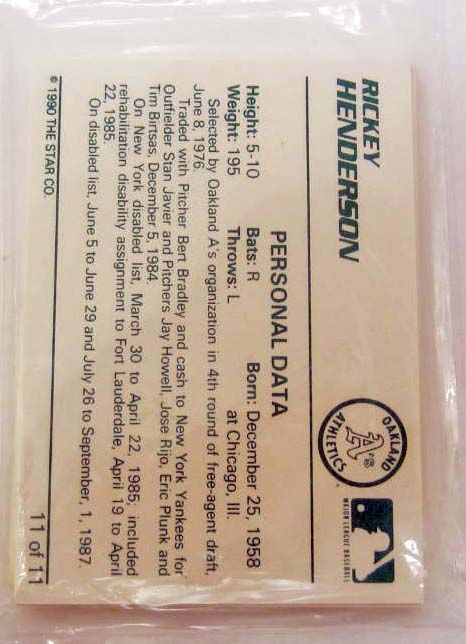 RICKEY
HENDERSON
OAKLAND
A's
ATHLETICS
MAJOR LEAGUE BASEBALL
PERSONAL DATA
Height: 5-10 Bats: R Born: December 25, 1958
Weight: 195 Throws: L at Chicago, Ill.
Selected by Oakland A's organization in 4th round of free-agent draft,
June 8, 1976.
Traded with Pitcher Bert Bradley and cash to New York Yankees for
Outfielder Stan Javier and Pitchers Jay Howell, Jose Rijo, Eric Plunk and
Tim Birtsas, December 5, 1984.
On New York disabled list, March 30 to April 22, 1985; included
rehabilitation disability assignment to Fort Lauderdale, April 19 to April
22, 1985.
On disabled list, June 5 to June 29 and July 26 to September, 1, 1987.
© 1990 THE STAR CO.
11 of 11